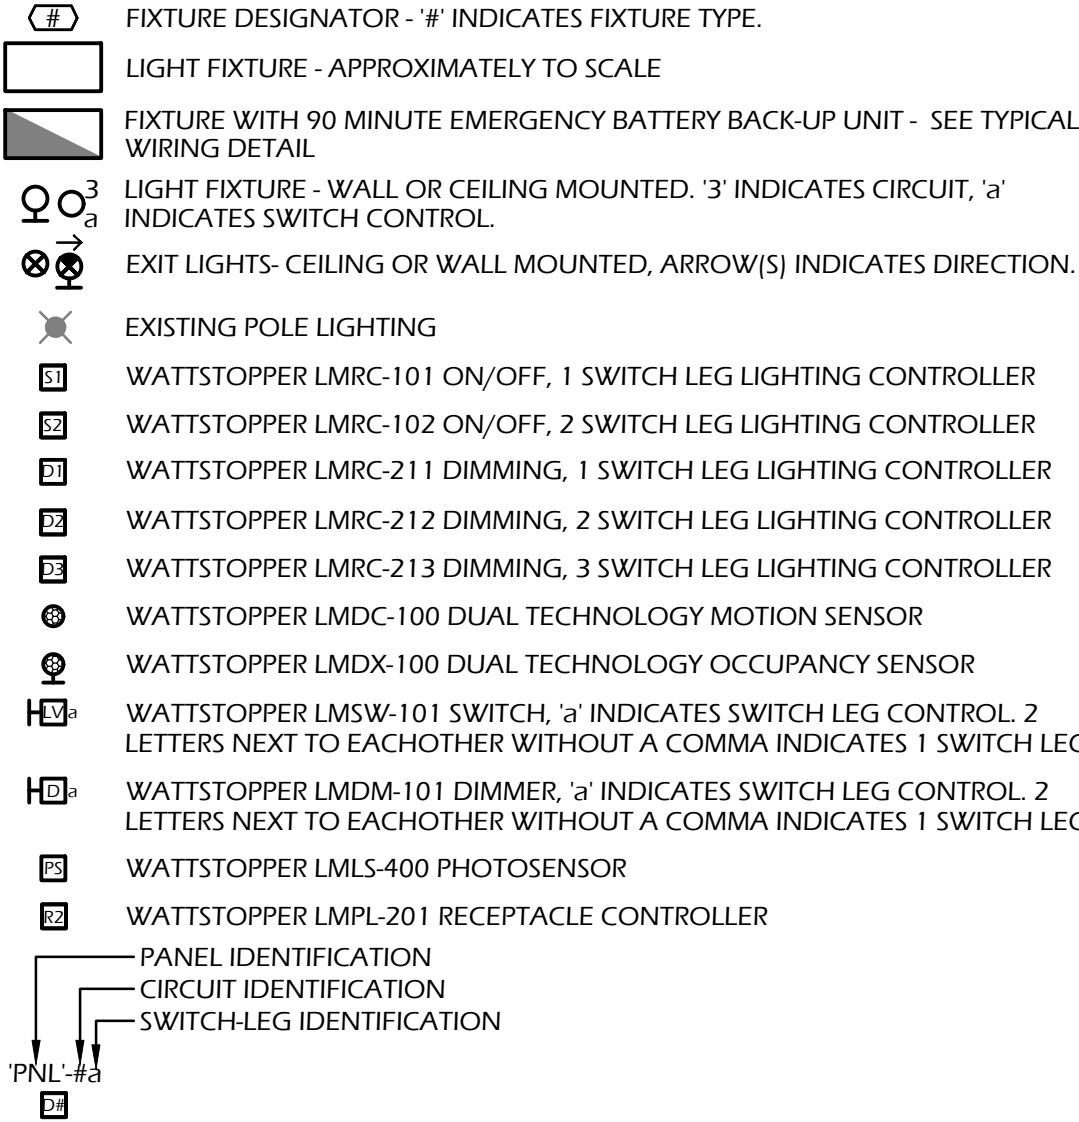 # FIXTURE DESIGNATOR - '#' INDICATES FIXTURE TYPE.
LIGHT FIXTURE - APPROXIMATELY TO SCALE
FIXTURE WITH 90 MINUTE EMERGENCY BATTERY BACK-UP UNIT - SEE TYPICAL
WIRING DETAIL
3 LIGHT FIXTURE - WALL OR CEILING MOUNTED. '3' INDICATES CIRCUIT, 'a'
a INDICATES SWITCH CONTROL.
EXIT LIGHTS- CEILING OR WALL MOUNTED, ARROW(S) INDICATES DIRECTION.
EXISTING POLE LIGHTING
S1 WATTSTOPPER LMRC-101 ON/OFF, 1 SWITCH LEG LIGHTING CONTROLLER
S2 WATTSTOPPER LMRC-102 ON/OFF, 2 SWITCH LEG LIGHTING CONTROLLER
D1 WATTSTOPPER LMRC-211 DIMMING, 1 SWITCH LEG LIGHTING CONTROLLER
D2 WATTSTOPPER LMRC-212 DIMMING, 2 SWITCH LEG LIGHTING CONTROLLER
D3 WATTSTOPPER LMRC-213 DIMMING, 3 SWITCH LEG LIGHTING CONTROLLER
WATTSTOPPER LMDC-100 DUAL TECHNOLOGY MOTION SENSOR
WATTSTOPPER LMDX-100 DUAL TECHNOLOGY OCCUPANCY SENSOR
LV a WATTSTOPPER LMSW-101 SWITCH, 'a' INDICATES SWITCH LEG CONTROL. 2
LETTERS NEXT TO EACHOTHER WITHOUT A COMMA INDICATES 1 SWITCH LEG
D a WATTSTOPPER LMDM-101 DIMMER, 'a' INDICATES SWITCH LEG CONTROL. 2
LETTERS NEXT TO EACHOTHER WITHOUT A COMMA INDICATES 1 SWITCH LEG
PS WATTSTOPPER LMLS-400 PHOTOSENSOR
R2 WATTSTOPPER LMPL-201 RECEPTACLE CONTROLLER
PANEL IDENTIFICATION
CIRCUIT IDENTIFICATION
SWITCH-LEG IDENTIFICATION
'PNL'-#a
D#